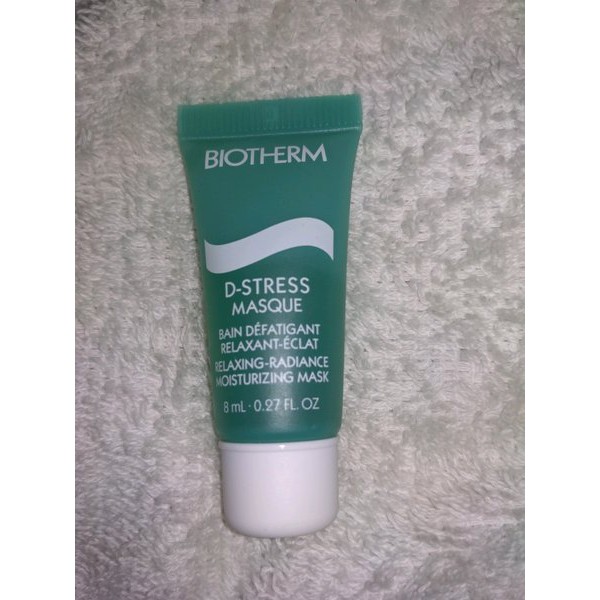 BIOTHERM
D-STRESS
MASQUE
BAIN DÉFATIGANT
RELAXANT-ÉCLAT
RELAXING-RADIANCE
MOISTURIZING MASK
8 mL · 0.27 FL. OZ